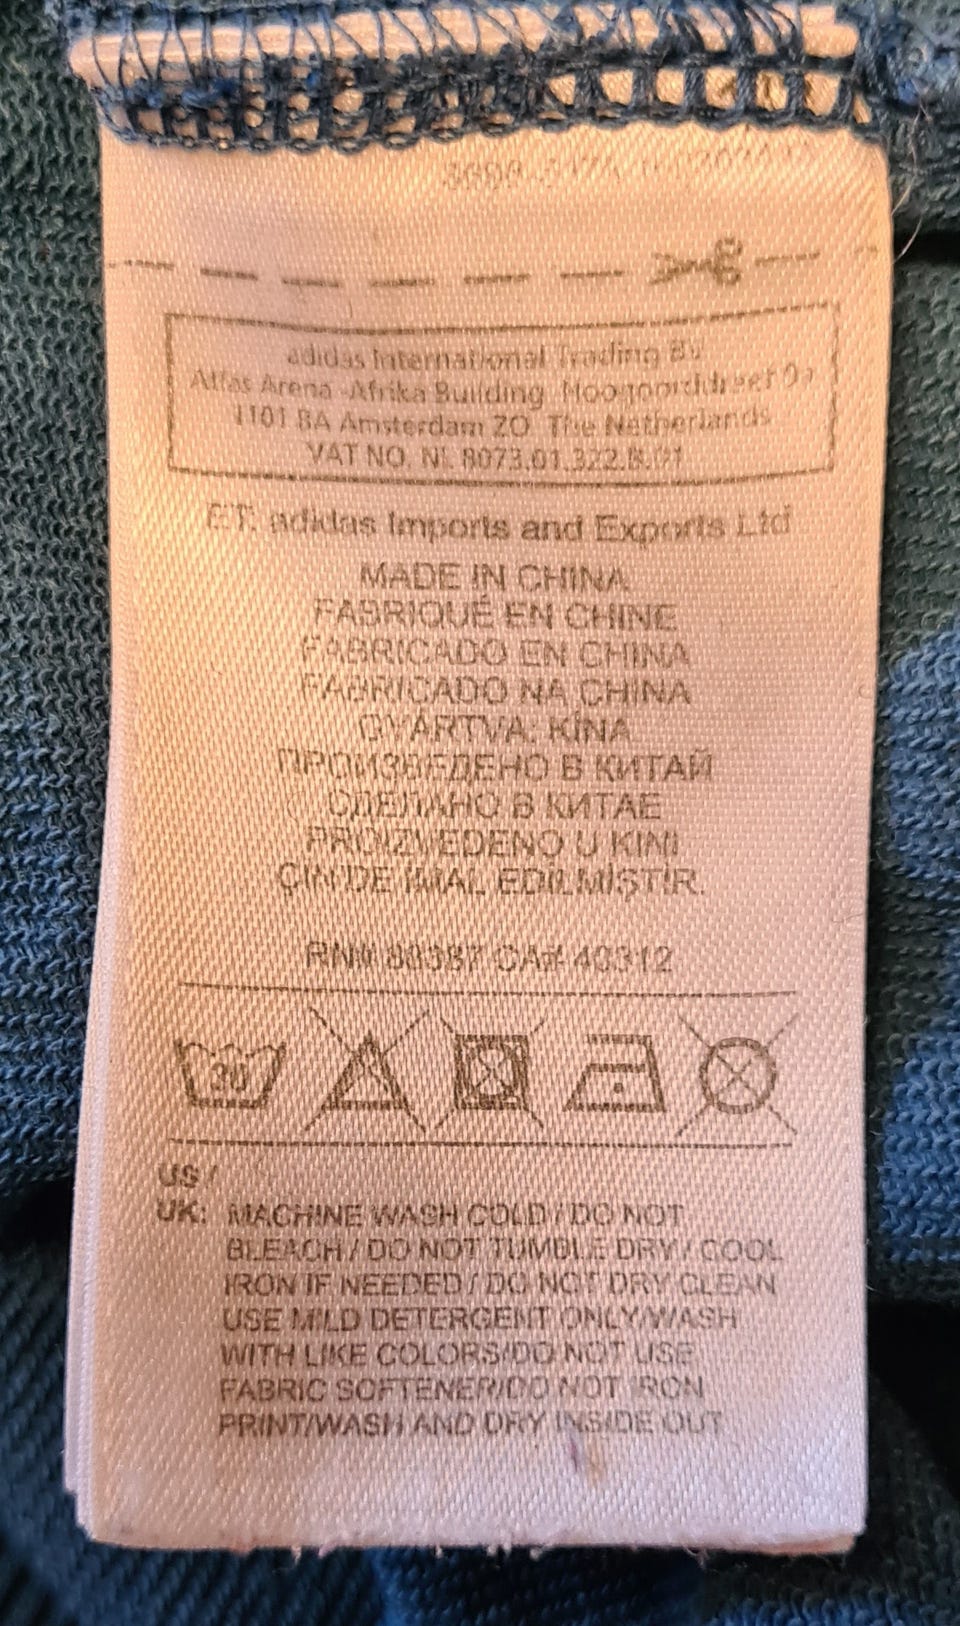 adidas International Trading BV
Atlas Arena -Afrika Building Hoogoorddreef 9a
1101 BA Amsterdam ZO The Netherlands
VAT NO. NL 8073.01.322.B.01
ET. adidas Imports and Exports Ltd
MADE IN CHINA
FABRIQUÉ EN CHINE
FABRICADO EN CHINA
FABRICADO NA CHINA
GYÁRTVA: KÍNA
ПРОИЗВЕДЕНО В КИТАЙ
СДЕЛАНО В КИТАЕ
PROIZVEDENO U KINI
ÇIN'DE İMAL EDILMİŞTİR.
RN# 88387 CA# 40312
30
US /
UK: MACHINE WASH COLD / DO NOT
BLEACH / DO NOT TUMBLE DRY / COOL
IRON IF NEEDED / DO NOT DRY CLEAN
USE MILD DETERGENT ONLY/WASH
WITH LIKE COLORS/DO NOT USE
FABRIC SOFTENER/DO NOT IRON
PRINT/WASH AND DRY INSIDE OUT